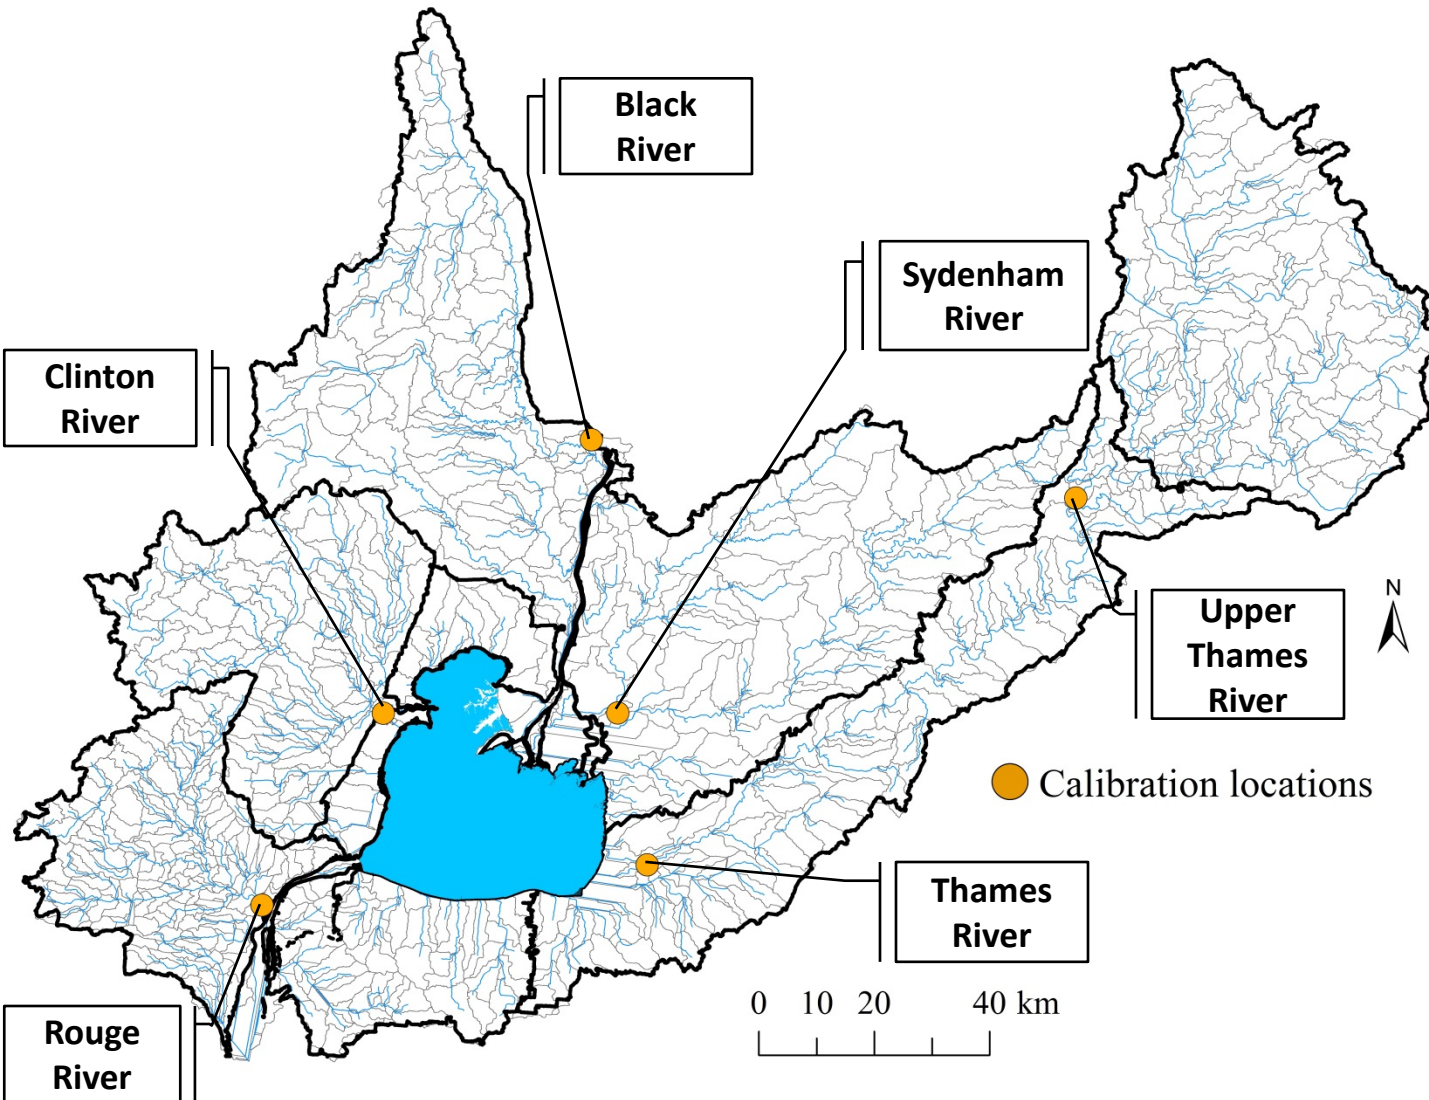 Black
River
Sydenham
River
Clinton
River
N
Upper
Thames
River
Calibration locations
Thames
River
0 10 20 40 km
Rouge
River